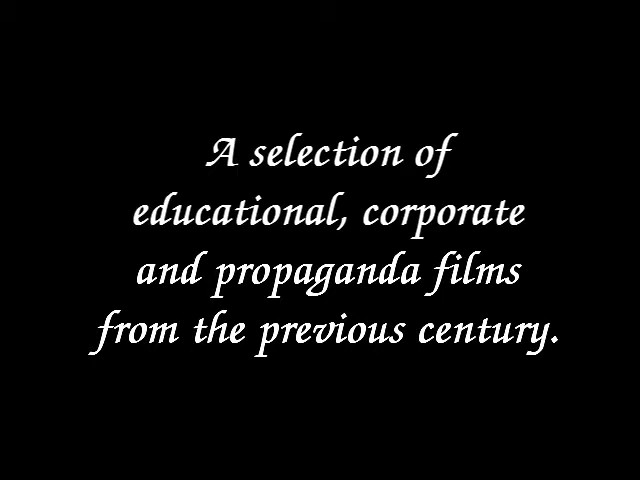 A selection of
educational, corporate
and propaganda films
from the previous century.